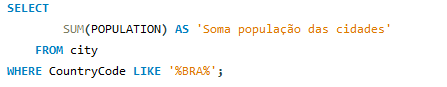 SELECT
SUM(POPULATION) AS 'Soma população das cidades'
FROM city
WHERE CountryCode LIKE '%BRA%';